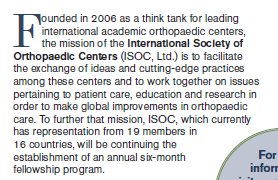 Founded in 2006 as a think tank for leading
international academic orthopaedic centers,
the mission of the International Society of
Orthopaedic Centers (ISOC, Ltd.) is to facilitate
the exchange of ideas and cutting-edge practices
among these centers and to work together on issues
pertaining to patient care, education and research in
order to make global improvements in orthopaedic
care. To further that mission, ISOC, which currently
has representation from 19 members in
16 countries, will be continuing the
establishment of an annual six-month
fellowship program.
For
inform
visit